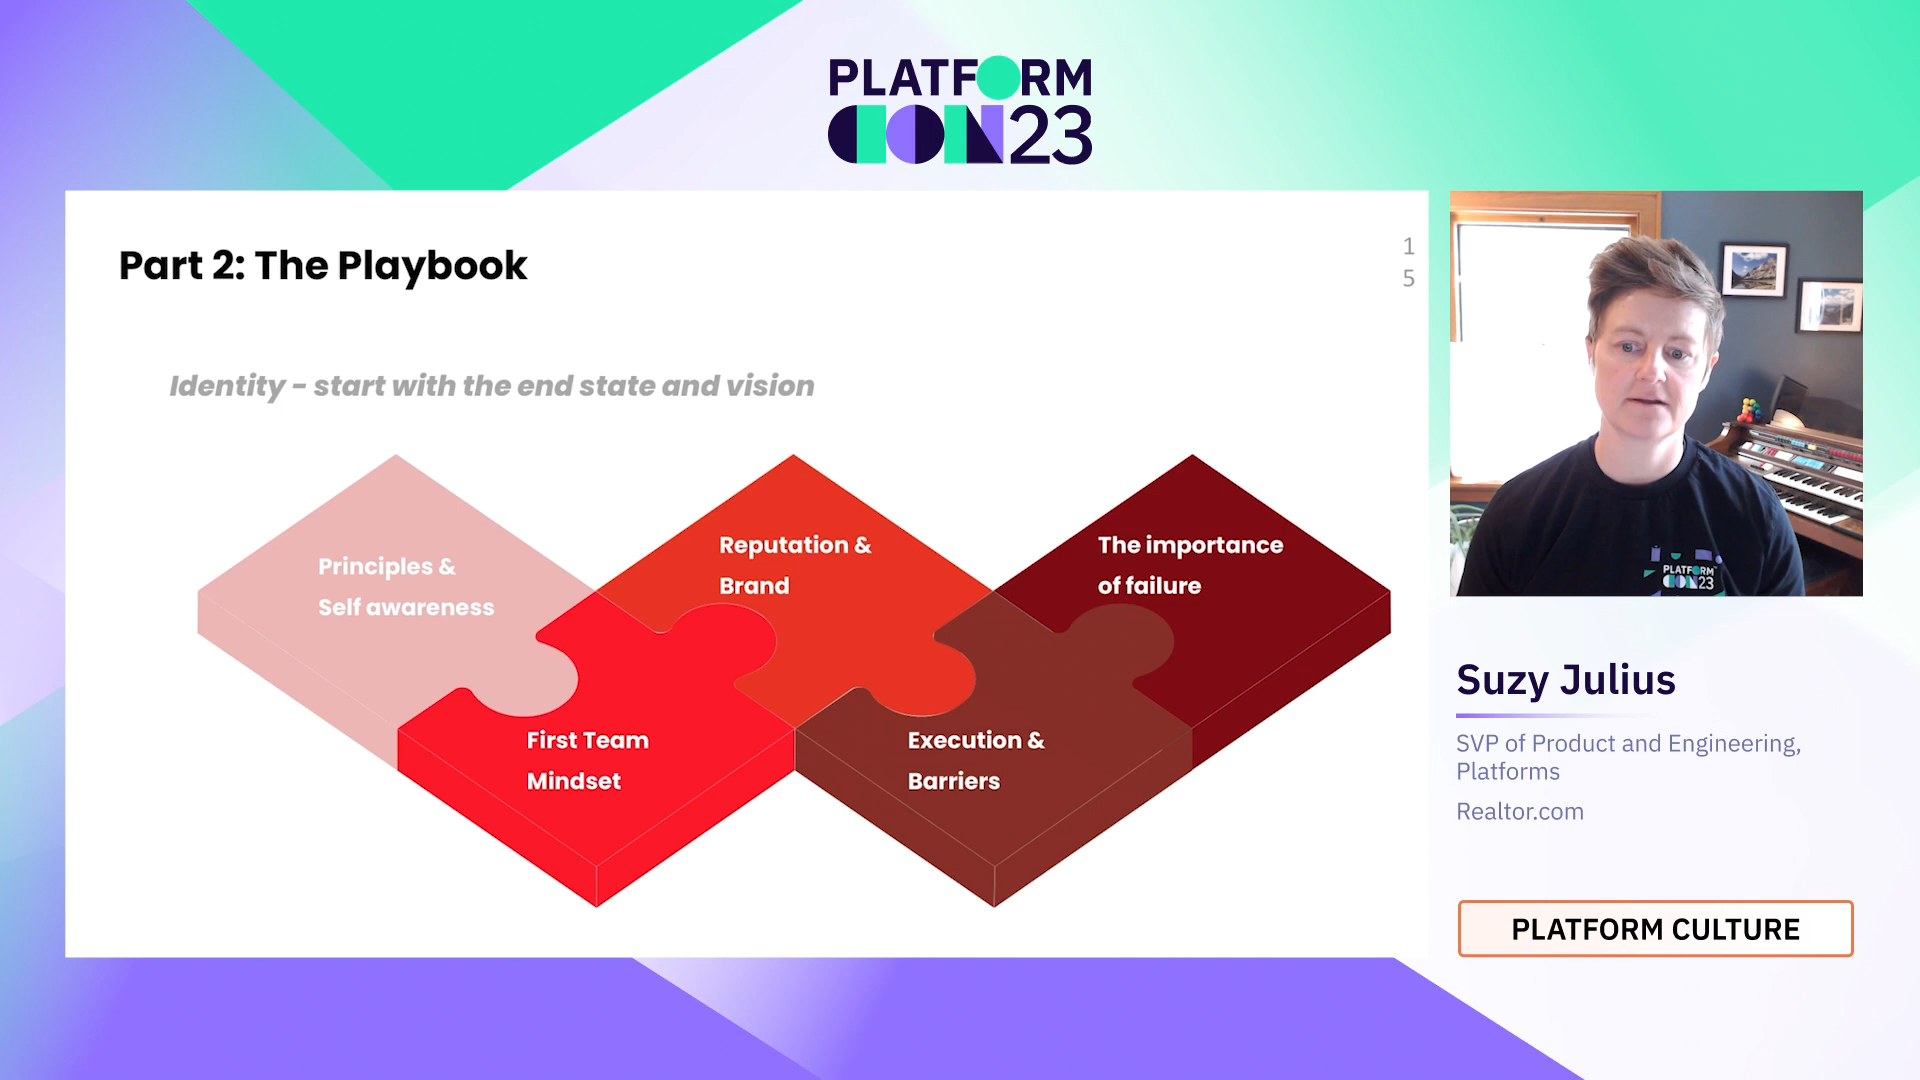 PLATFORM
CON23
Part 2: The Playbook
1
5
Identity - start with the end state and vision
Principles &
Self awareness
First Team
Mindset
Reputation &
Brand
Execution &
Barriers
The importance
of failure
PLATFORM
CON23
Suzy Julius
SVP of Product and Engineering,
Platforms
Realtor.com
PLATFORM CULTURE